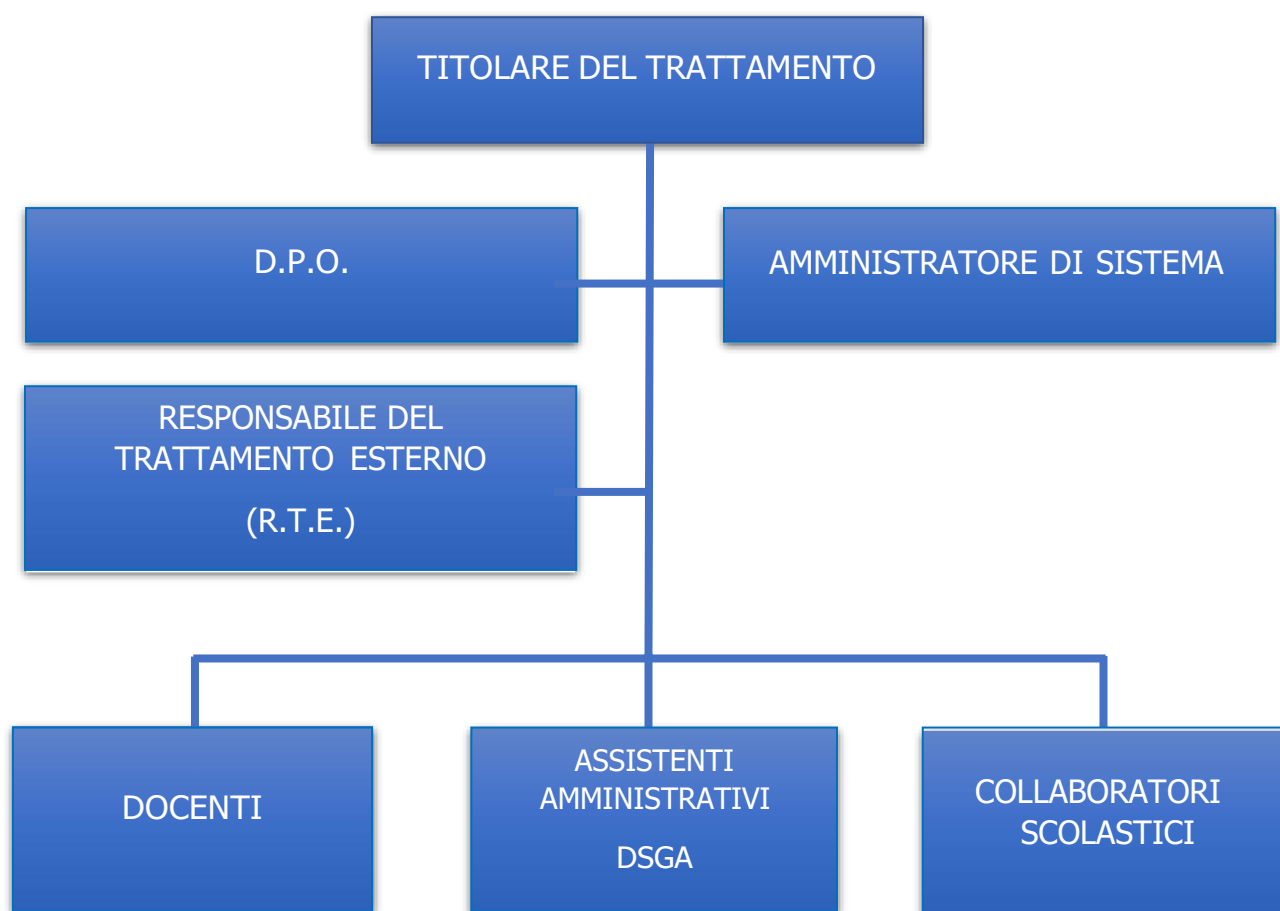 TITOLARE DEL TRATTAMENTO
D.P.O.
AMMINISTRATORE DI SISTEMA
RESPONSABILE DEL
TRATTAMENTO ESTERNO
(R.T.E.)
DOCENTI
ASSISTENTI
AMMINISTRATIVI
DSGA
COLLABORATORI
SCOLASTICI